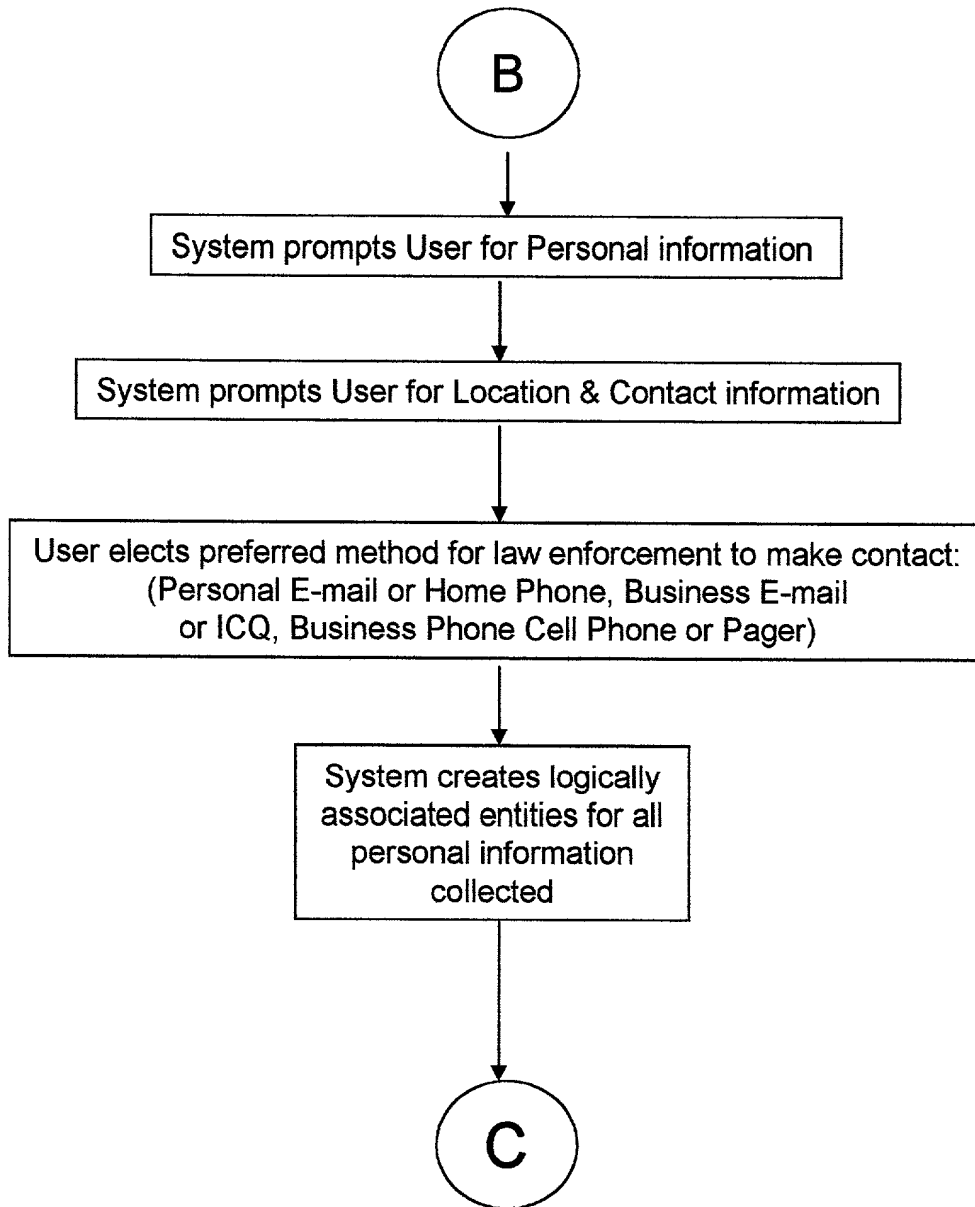 B
System prompts User for Personal information
System prompts User for Location & Contact information
User elects preferred method for law enforcement to make contact:
(Personal E-mail or Home Phone, Business E-mail
or ICQ, Business Phone Cell Phone or Pager)
System creates logically
associated entities for all
personal information
collected
C